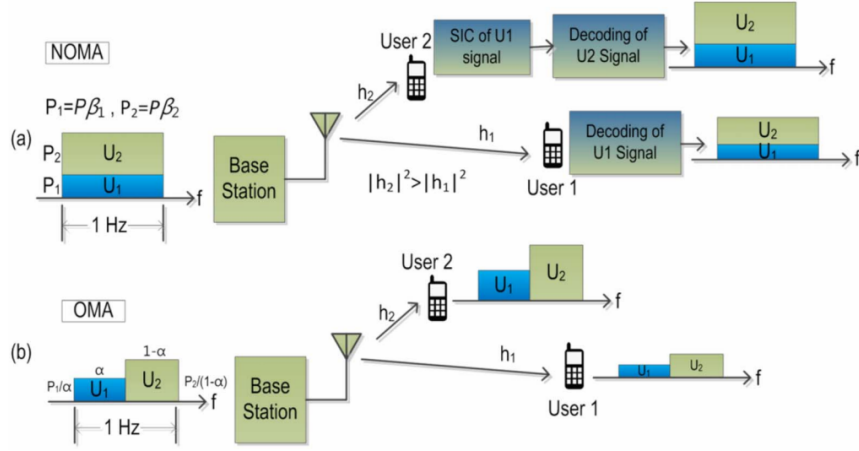 NOMA
P₁=Pβ₁ , P₂=Pβ₂
(a)
P₂
U₂
P₁
U₁
f
1 Hz
Base
Station
h₂
User 2
SIC of U1
signal
Decoding of
U2 Signal
U₂
U₁
f
h₁
|h₂|²>|h₁|²
User 1
Decoding of
U1 Signal
U₂
U₁
f
OMA
(b)
P₁/α
α
U₁
1-α
U₂
P₂/(1-α)
f
1 Hz
Base
Station
h₂
User 2
U₁
U₂
f
h₁
User 1
U₁
U₂
f